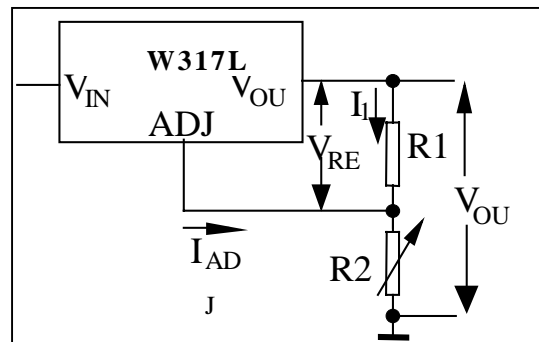 W317L
V_IN
V_OU
ADJ
I_1
R1
V_RE
V_OU
I_AD
J
R2